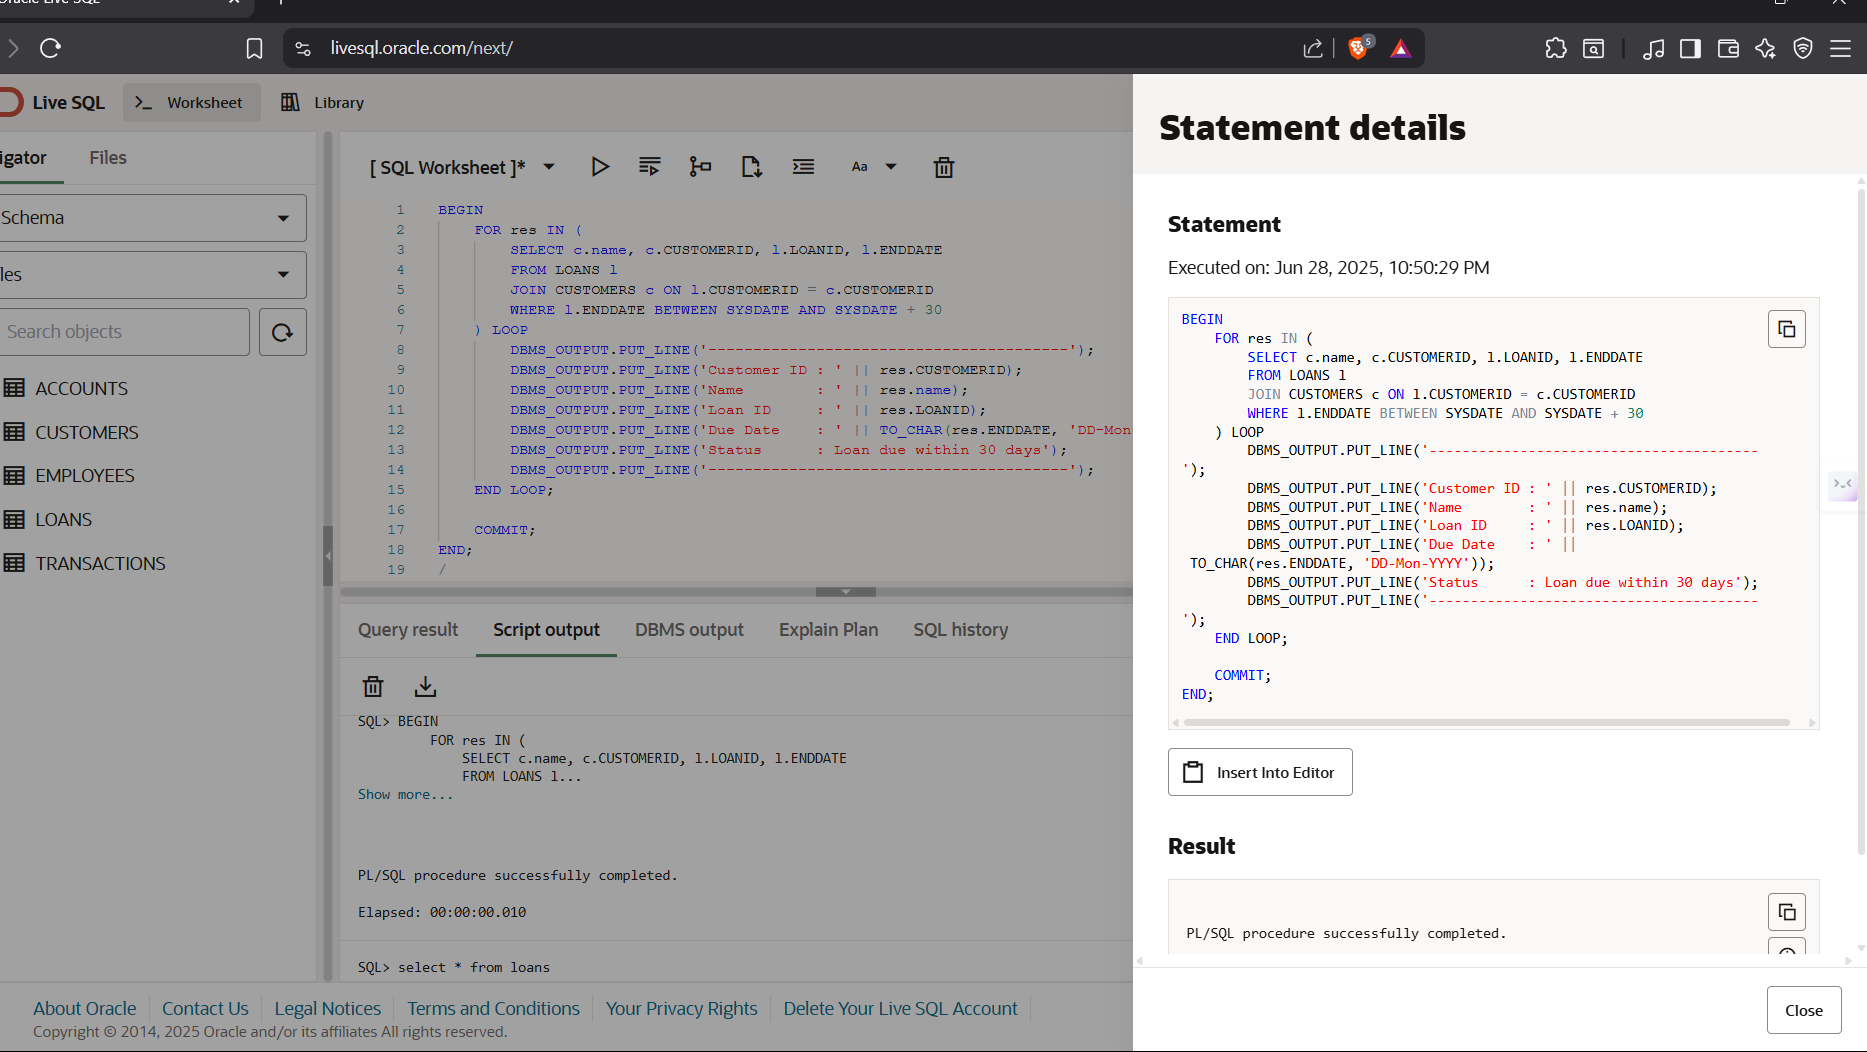 Oracle Live SQL
livesql.oracle.com/next/
5
Live SQL
Worksheet
Library
igator
Files
Schema
les
Search objects
ACCOUNTS
CUSTOMERS
EMPLOYEES
LOANS
TRANSACTIONS
[ SQL Worksheet ]*
Aa
1 BEGIN
2     FOR res IN (
3         SELECT c.name, c.CUSTOMERID, l.LOANID, l.ENDDATE
4         FROM LOANS l
5         JOIN CUSTOMERS c ON l.CUSTOMERID = c.CUSTOMERID
6         WHERE l.ENDDATE BETWEEN SYSDATE AND SYSDATE + 30
7     ) LOOP
8         DBMS_OUTPUT.PUT_LINE('----------------------------------------');
9         DBMS_OUTPUT.PUT_LINE('Customer ID : ' || res.CUSTOMERID);
10         DBMS_OUTPUT.PUT_LINE('Name        : ' || res.name);
11         DBMS_OUTPUT.PUT_LINE('Loan ID     : ' || res.LOANID);
12         DBMS_OUTPUT.PUT_LINE('Due Date    : ' || TO_CHAR(res.ENDDATE, 'DD-Mon
13         DBMS_OUTPUT.PUT_LINE('Status      : Loan due within 30 days');
14         DBMS_OUTPUT.PUT_LINE('----------------------------------------');
15     END LOOP;
16
17     COMMIT;
18 END;
19 /
Query result
Script output
DBMS output
Explain Plan
SQL history
SQL> BEGIN
         FOR res IN (
             SELECT c.name, c.CUSTOMERID, l.LOANID, l.ENDDATE
             FROM LOANS l...
Show more...
PL/SQL procedure successfully completed.
Elapsed: 00:00:00.010
SQL> select * from loans
About Oracle
Contact Us
Legal Notices
Terms and Conditions
Your Privacy Rights
Delete Your Live SQL Account
Copyright © 2014, 2025 Oracle and/or its affiliates All rights reserved.
Statement details
Statement
Executed on: Jun 28, 2025, 10:50:29 PM
BEGIN
    FOR res IN (
        SELECT c.name, c.CUSTOMERID, l.LOANID, l.ENDDATE
        FROM LOANS l
        JOIN CUSTOMERS c ON l.CUSTOMERID = c.CUSTOMERID
        WHERE l.ENDDATE BETWEEN SYSDATE AND SYSDATE + 30
    ) LOOP
        DBMS_OUTPUT.PUT_LINE('----------------------------------------
');
        DBMS_OUTPUT.PUT_LINE('Customer ID : ' || res.CUSTOMERID);
        DBMS_OUTPUT.PUT_LINE('Name        : ' || res.name);
        DBMS_OUTPUT.PUT_LINE('Loan ID     : ' || res.LOANID);
        DBMS_OUTPUT.PUT_LINE('Due Date    : ' ||
 TO_CHAR(res.ENDDATE, 'DD-Mon-YYYY'));
        DBMS_OUTPUT.PUT_LINE('Status      : Loan due within 30 days');
        DBMS_OUTPUT.PUT_LINE('----------------------------------------
');
    END LOOP;

    COMMIT;
END;
Insert Into Editor
Result
PL/SQL procedure successfully completed.
Close